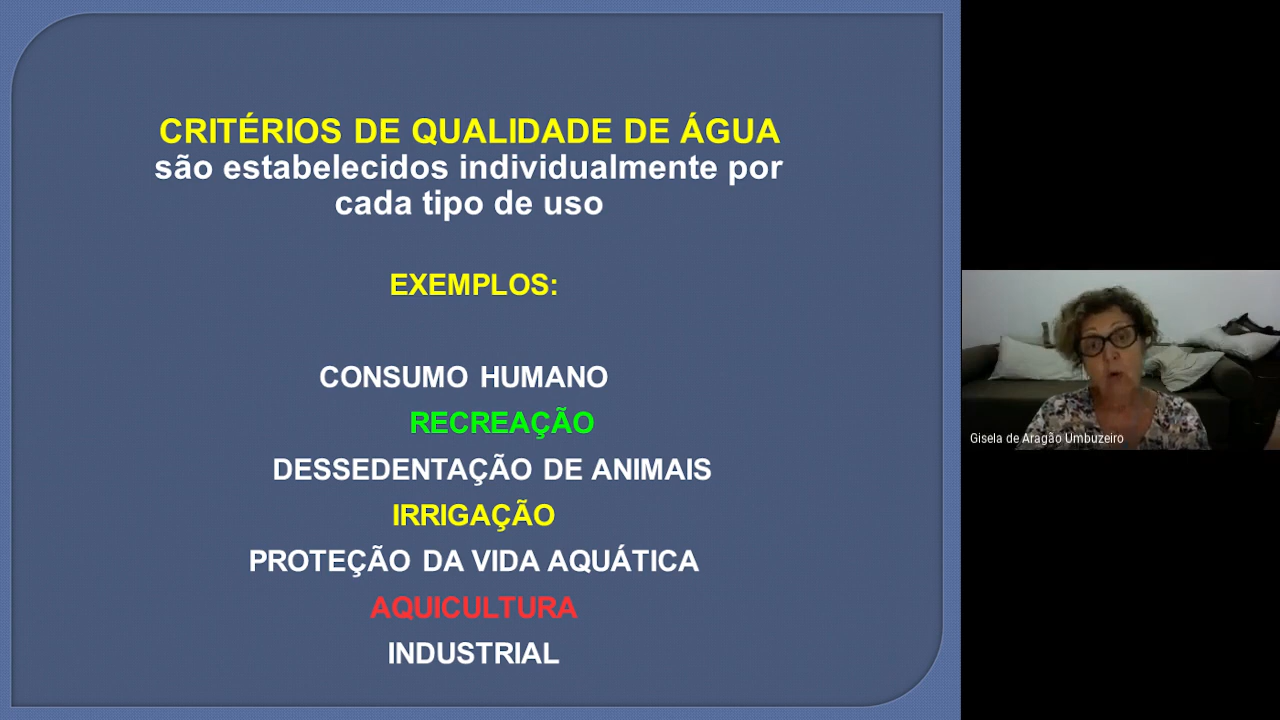 CRITÉRIOS DE QUALIDADE DE ÁGUA
são estabelecidos individualmente por
cada tipo de uso
EXEMPLOS:
CONSUMO HUMANO
RECREAÇÃO
DESSEDENTAÇÃO DE ANIMAIS
IRRIGAÇÃO
PROTEÇÃO DA VIDA AQUÁTICA
AQUICULTURA
INDUSTRIAL
Gisela de Aragão Umbuzeiro